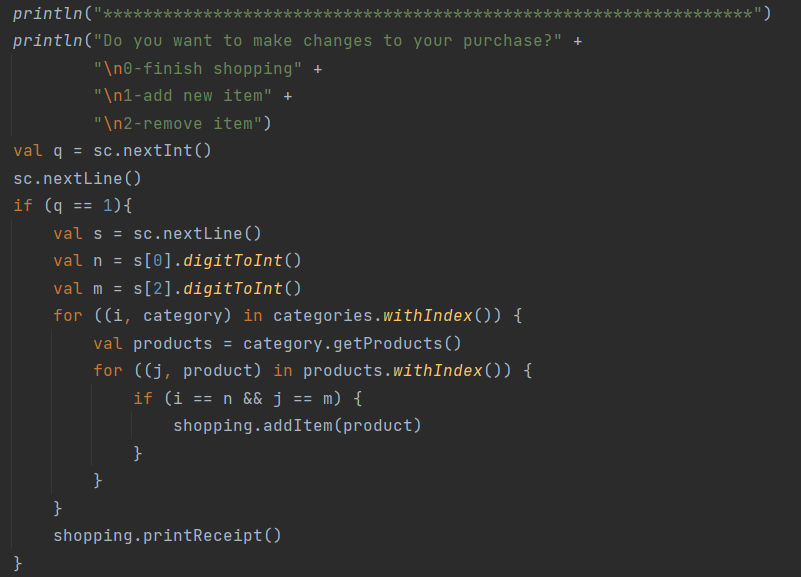 println("*****************************************************************")
println("Do you want to make changes to your purchase?" +
        "\n0-finish shopping" +
        "\n1-add new item" +
        "\n2-remove item")
val q = sc.nextInt()
sc.nextLine()
if (q == 1){
    val s = sc.nextLine()
    val n = s[0].digitToInt()
    val m = s[2].digitToInt()
    for ((i, category) in categories.withIndex()) {
        val products = category.getProducts()
        for ((j, product) in products.withIndex()) {
            if (i == n && j == m) {
                shopping.addItem(product)
            }
        }
    }
    shopping.printReceipt()
}